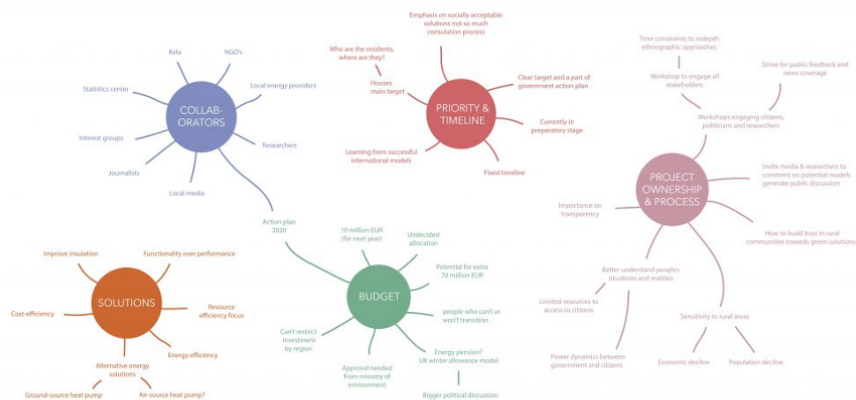 Kela
NGO's
Statistics center
Local energy providers
COLLAB-
ORATORS
Interest groups
Researchers
Journalists
Local media
Action plan
2020
Emphasis on socially acceptable
solutions not so much
consulation process
Who are the residents,
where are they?
Houses
main target
Clear target and a part of
government action plan
PRIORITY &
TIMELINE
Currently in
preparatory stage
Learning from successful
international models
Fixed timeline
Time constraints to indepth
ethnographic approaches
Workshop to engage all
stakeholders
Strive for public feedback and
news coverage
Workshops engaging citizens,
politicians and researchers
PROJECT
OWNERSHIP
& PROCESS
Invite media & researchers to
comment on potential models
generate public discussion
Importance on
transparency
How to build trust in rural
communities towards green solutions
Better understand peoples
situations and realities
Limited resources to
access to citizens
Power dynamics between
government and citizens
Sensitivity to rural areas
Economic decline
Population decline
Improve insulation
Functionality over performance
SOLUTIONS
Cost-efficiency
Resource
efficiency focus
Energy efficiency
Alternative energy
solutions
Ground-source heat pump
Air-source heat pump?
10 million EUR
(for next year)
Undecided
allocation
Potential for extra
70 million EUR
BUDGET
people who can't or
won't transition
Can't restrict
investment
by region
Energy pension?
UK winter allowance model
Approval needed
from ministry of
environment
Bigger political discussion